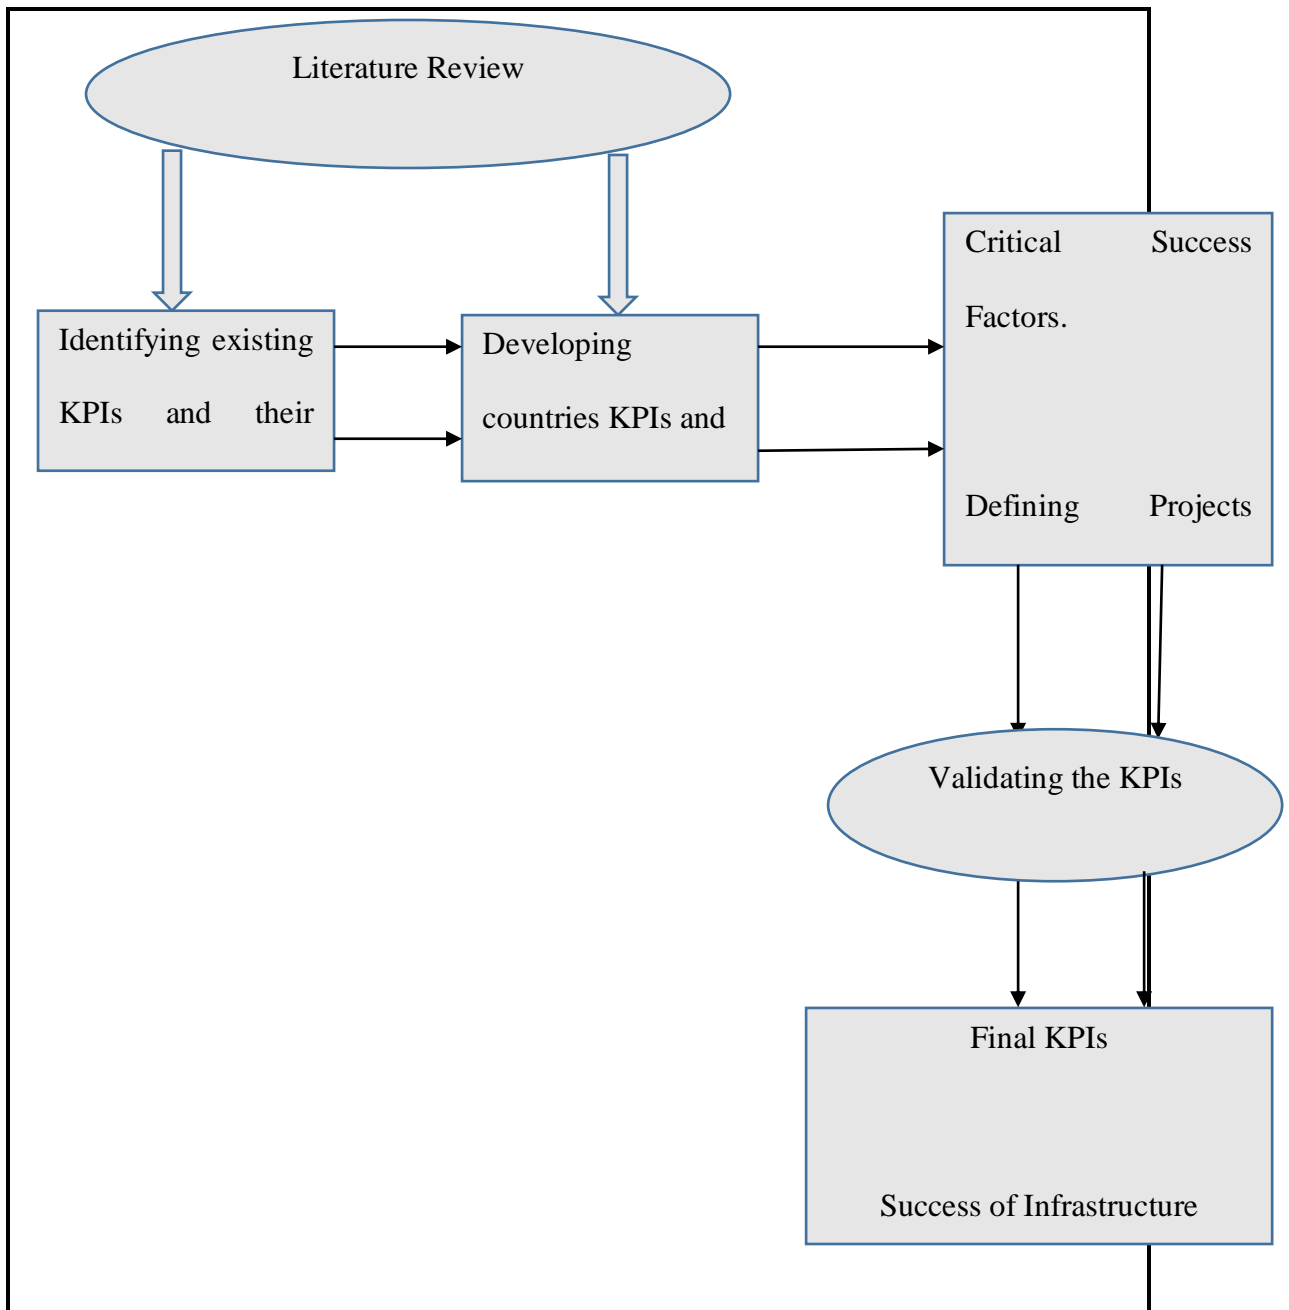 Literature Review
Identifying existing
KPIs and their
Developing
countries KPIs and
Critical Success
Factors.
Defining Projects
Validating the KPIs
Final KPIs
Success of Infrastructure